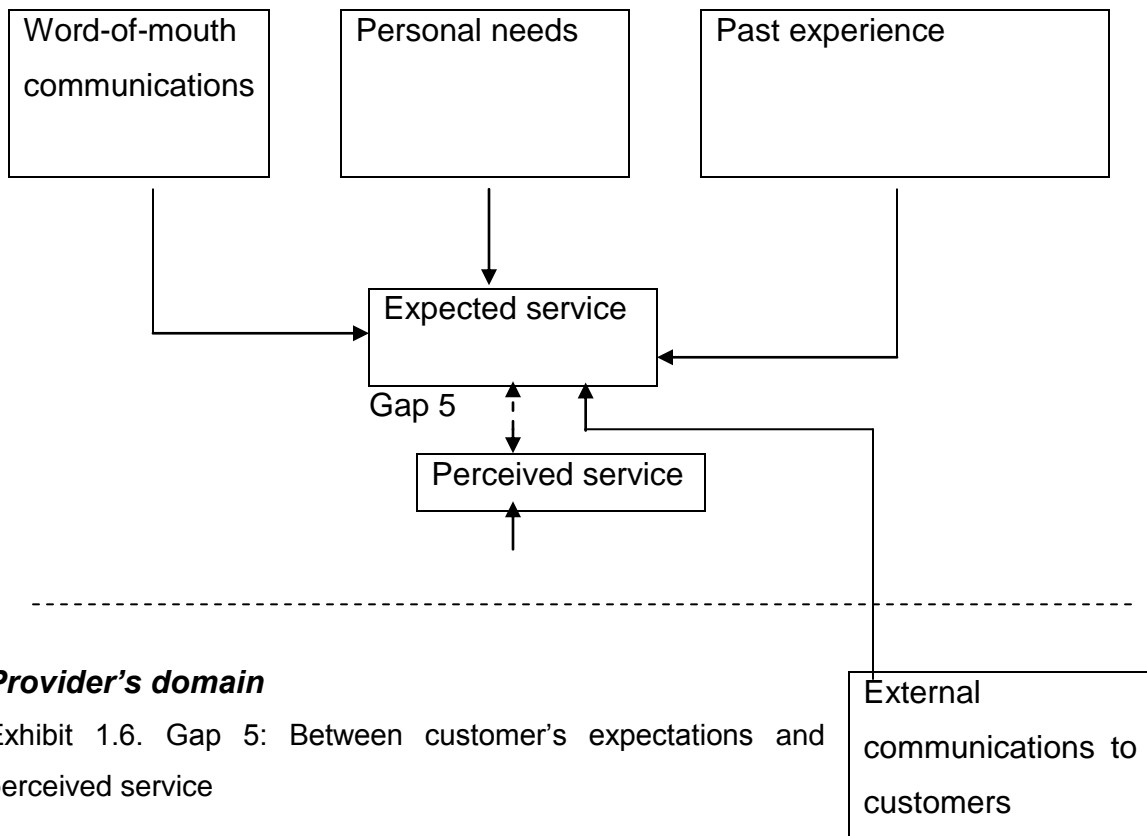 Word-of-mouth
communications
Personal needs
Past experience
Expected service
Gap 5
Perceived service
Provider’s domain
Exhibit 1.6. Gap 5: Between customer’s expectations and
perceived service
External
communications to
customers